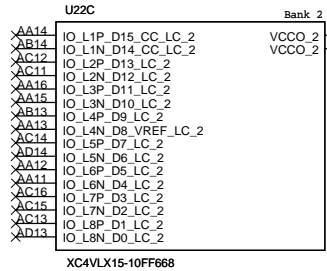 U22C
Bank 2
AA14 IO_L1P_D15_CC_LC_2 VCCO_2
AB14 IO_L1N_D14_CC_LC_2 VCCO_2
AC12 IO_L2P_D13_LC_2
AC11 IO_L2N_D12_LC_2
AA16 IO_L3P_D11_LC_2
AA15 IO_L3N_D10_LC_2
AB13 IO_L4P_D9_LC_2
AA13 IO_L4N_D8_VREF_LC_2
AC14 IO_L5P_D7_LC_2
AD14 IO_L5N_D6_LC_2
AA12 IO_L6P_D5_LC_2
AA11 IO_L6N_D4_LC_2
AC16 IO_L7P_D3_LC_2
AC15 IO_L7N_D2_LC_2
AC13 IO_L8P_D1_LC_2
AD13 IO_L8N_D0_LC_2
XC4VLX15-10FF668